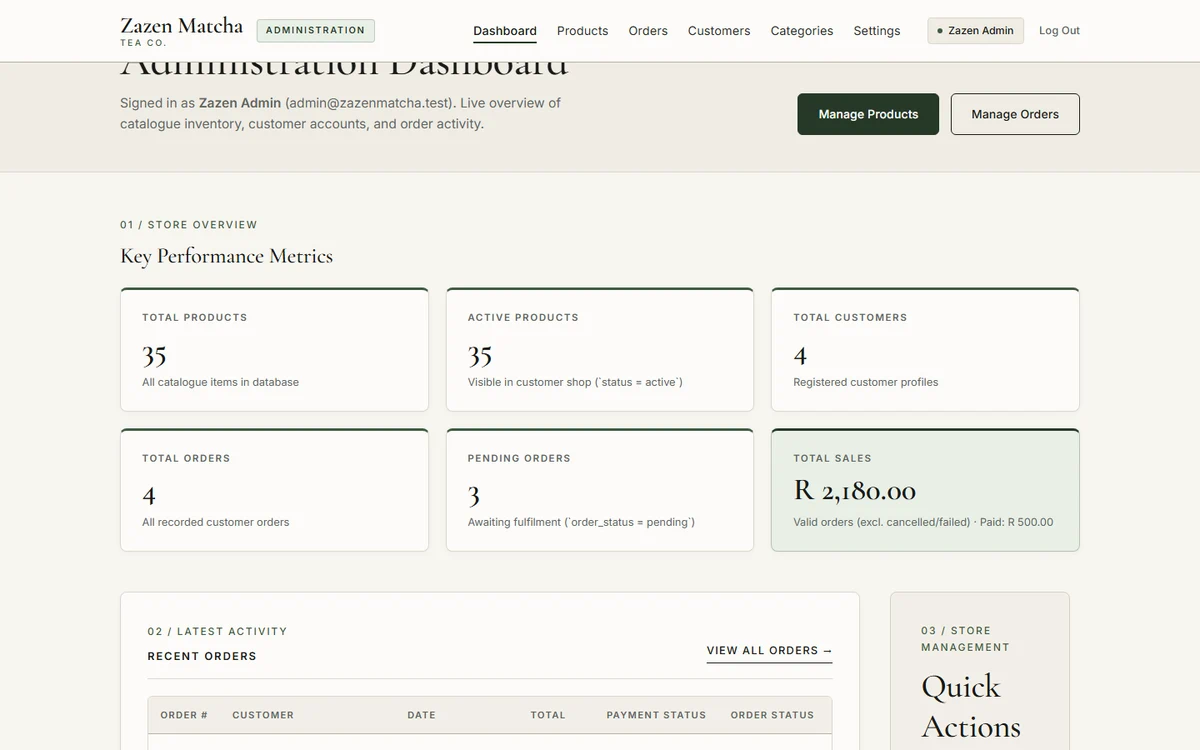 Zazen Matcha
TEA CO.
ADMINISTRATION
Dashboard
Products
Orders
Customers
Categories
Settings
Zazen Admin
Log Out
Administration Dashboard
Signed in as Zazen Admin (admin@zazenmatcha.test). Live overview of
catalogue inventory, customer accounts, and order activity.
Manage Products
Manage Orders
01 / STORE OVERVIEW
Key Performance Metrics
TOTAL PRODUCTS
35
All catalogue items in database
ACTIVE PRODUCTS
35
Visible in customer shop (`status = active`)
TOTAL CUSTOMERS
4
Registered customer profiles
TOTAL ORDERS
4
All recorded customer orders
PENDING ORDERS
3
Awaiting fulfilment (`order_status = pending`)
TOTAL SALES
R 2,180.00
Valid orders (excl. cancelled/failed) · Paid: R 500.00
02 / LATEST ACTIVITY
RECENT ORDERS
VIEW ALL ORDERS →
ORDER #
CUSTOMER
DATE
TOTAL
PAYMENT STATUS
ORDER STATUS
03 / STORE
MANAGEMENT
Quick
Actions